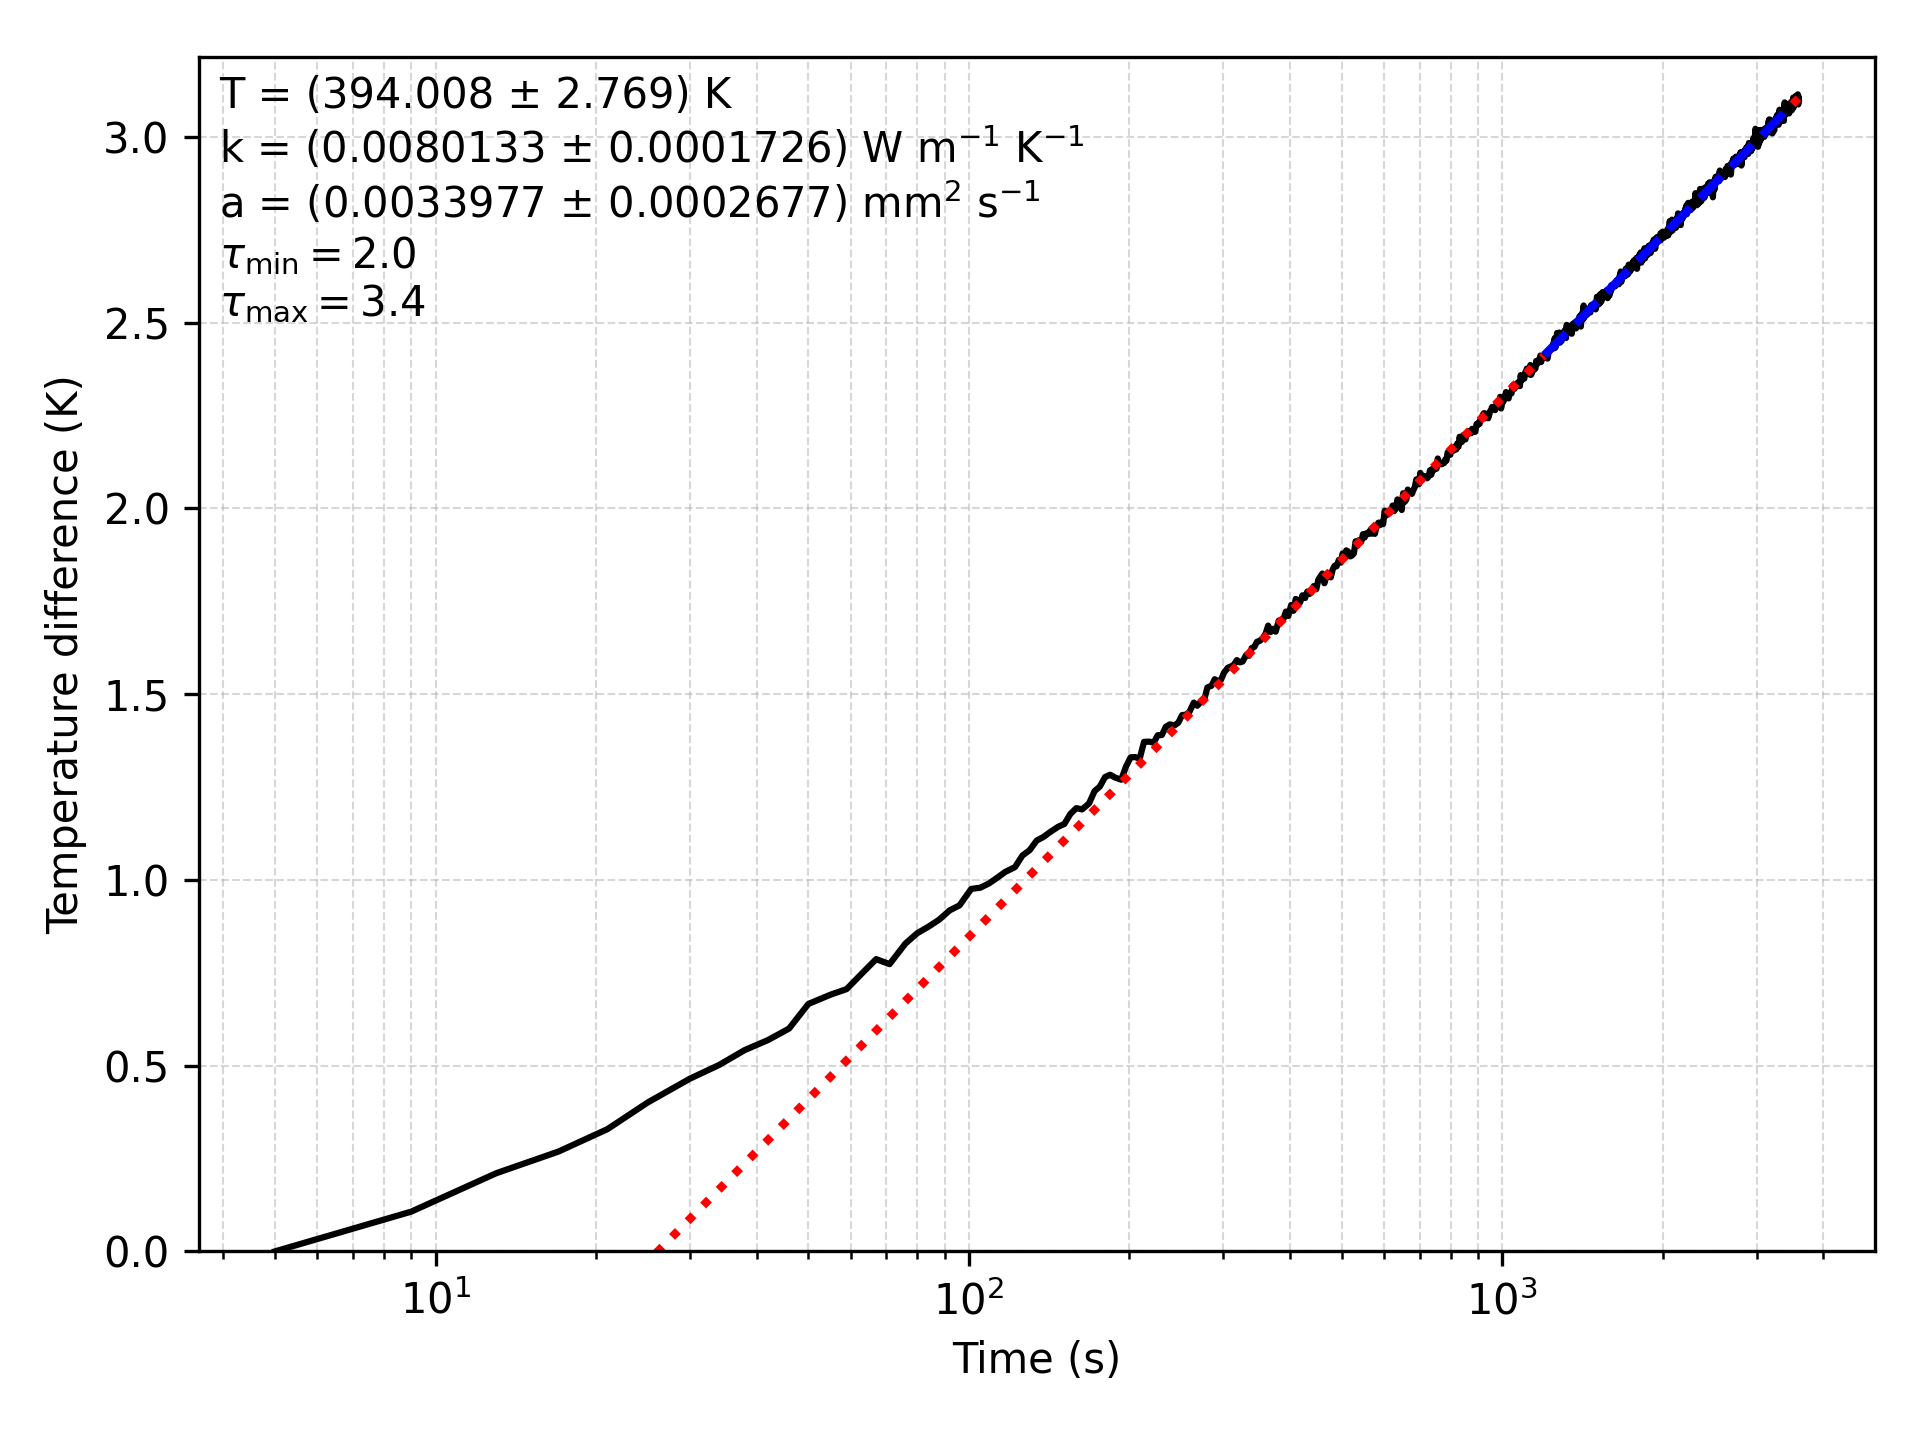 T = (394.008 ± 2.769) K
k = (0.0080133 ± 0.0001726) W m⁻¹ K⁻¹
a = (0.0033977 ± 0.0002677) mm² s⁻¹
τmin = 2.0
τmax = 3.4
3.0
2.5
2.0
1.5
1.0
0.5
0.0
Temperature difference (K)
10¹ 10² 10³
Time (s)